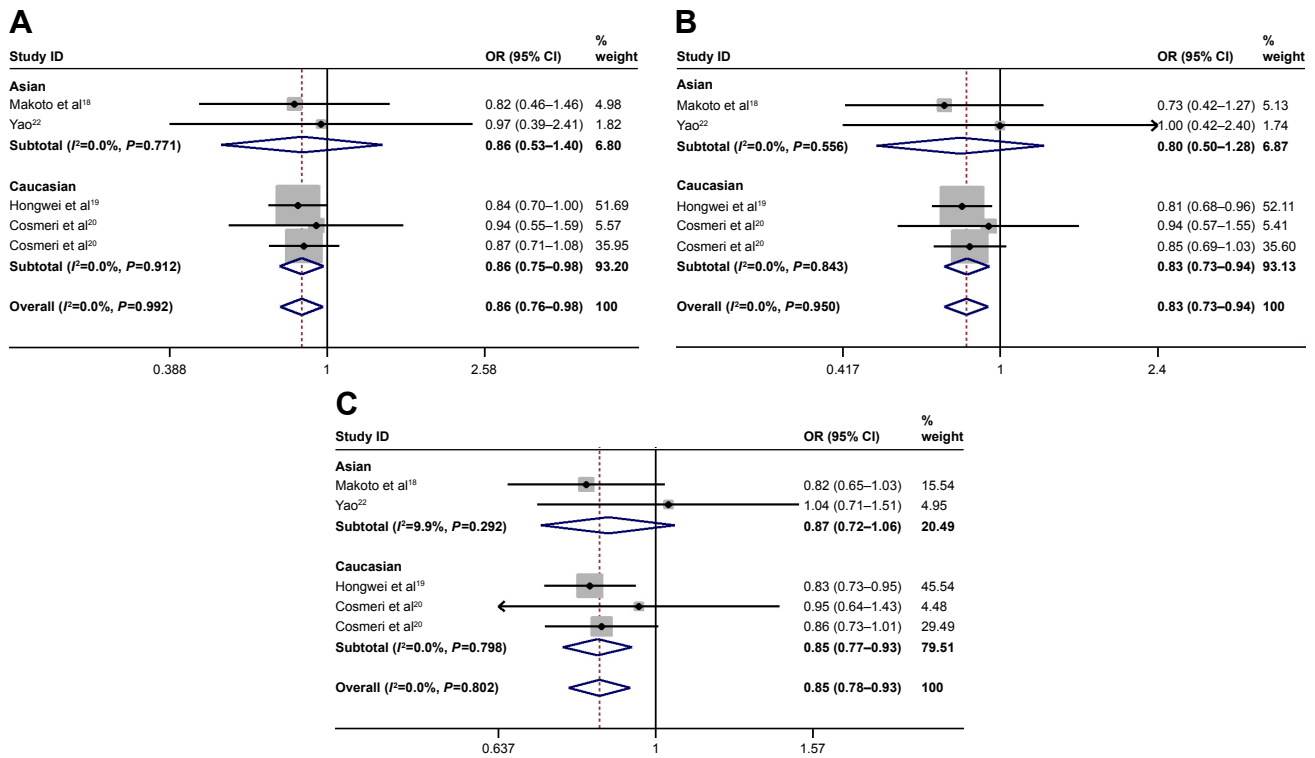 A
Study ID OR (95% CI) % weight
Asian
Makoto et al¹⁸ 0.82 (0.46–1.46) 4.98
Yao²² 0.97 (0.39–2.41) 1.82
Subtotal (I²=0.0%, P=0.771) 0.86 (0.53–1.40) 6.80
Caucasian
Hongwei et al¹⁹ 0.84 (0.70–1.00) 51.69
Cosmeri et al²⁰ 0.94 (0.55–1.59) 5.57
Cosmeri et al²⁰ 0.87 (0.71–1.08) 35.95
Subtotal (I²=0.0%, P=0.912) 0.86 (0.75–0.98) 93.20
Overall (I²=0.0%, P=0.992) 0.86 (0.76–0.98) 100
0.388 1 2.58
B
Study ID OR (95% CI) % weight
Asian
Makoto et al¹⁸ 0.73 (0.42–1.27) 5.13
Yao²² 1.00 (0.42–2.40) 1.74
Subtotal (I²=0.0%, P=0.556) 0.80 (0.50–1.28) 6.87
Caucasian
Hongwei et al¹⁹ 0.81 (0.68–0.96) 52.11
Cosmeri et al²⁰ 0.94 (0.57–1.55) 5.41
Cosmeri et al²⁰ 0.85 (0.69–1.03) 35.60
Subtotal (I²=0.0%, P=0.843) 0.83 (0.73–0.94) 93.13
Overall (I²=0.0%, P=0.950) 0.83 (0.73–0.94) 100
0.417 1 2.4
C
Study ID OR (95% CI) % weight
Asian
Makoto et al¹⁸ 0.82 (0.65–1.03) 15.54
Yao²² 1.04 (0.71–1.51) 4.95
Subtotal (I²=9.9%, P=0.292) 0.87 (0.72–1.06) 20.49
Caucasian
Hongwei et al¹⁹ 0.83 (0.73–0.95) 45.54
Cosmeri et al²⁰ 0.95 (0.64–1.43) 4.48
Cosmeri et al²⁰ 0.86 (0.73–1.01) 29.49
Subtotal (I²=0.0%, P=0.798) 0.85 (0.77–0.93) 79.51
Overall (I²=0.0%, P=0.802) 0.85 (0.78–0.93) 100
0.637 1 1.57